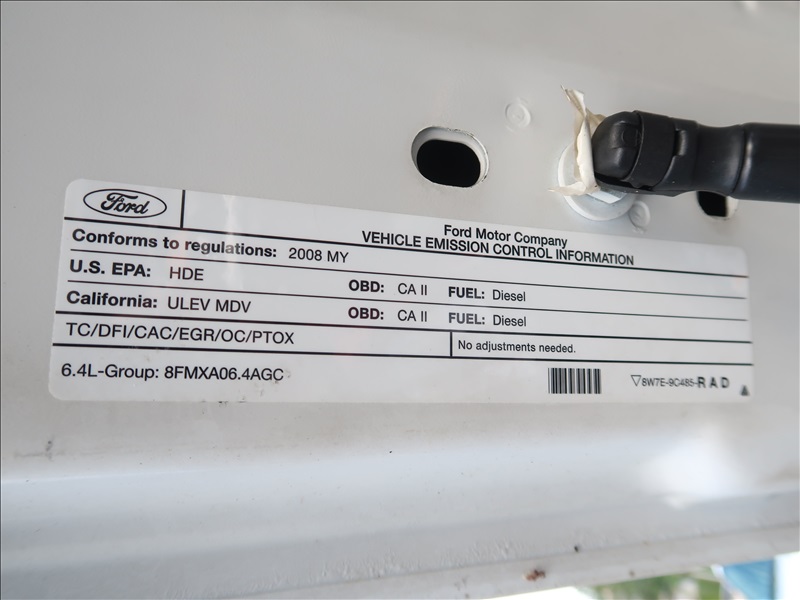 Ford
Ford Motor Company
VEHICLE EMISSION CONTROL INFORMATION
Conforms to regulations: 2008 MY
U.S. EPA: HDE OBD: CA II FUEL: Diesel
California: ULEV MDV OBD: CA II FUEL: Diesel
TC/DFI/CAC/EGR/OC/PTOX No adjustments needed.
6.4L-Group: 8FMXA06.4AGC ▽8W7E-9C485-R A D